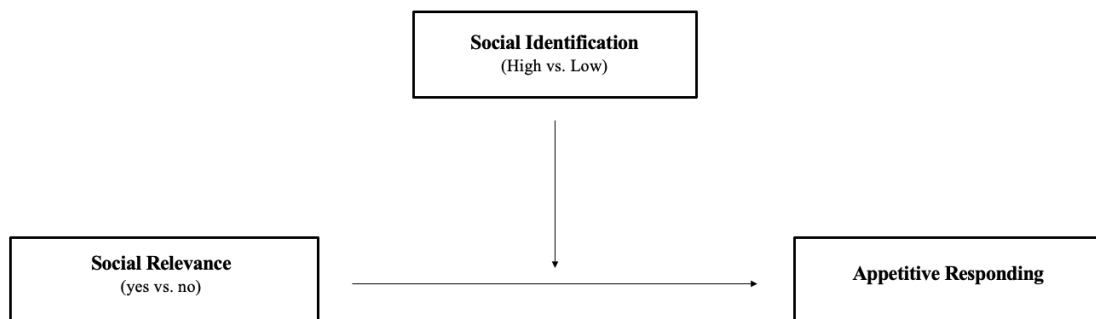 Social Identification
(High vs. Low)
Social Relevance
(yes vs. no)
Appetitive Responding